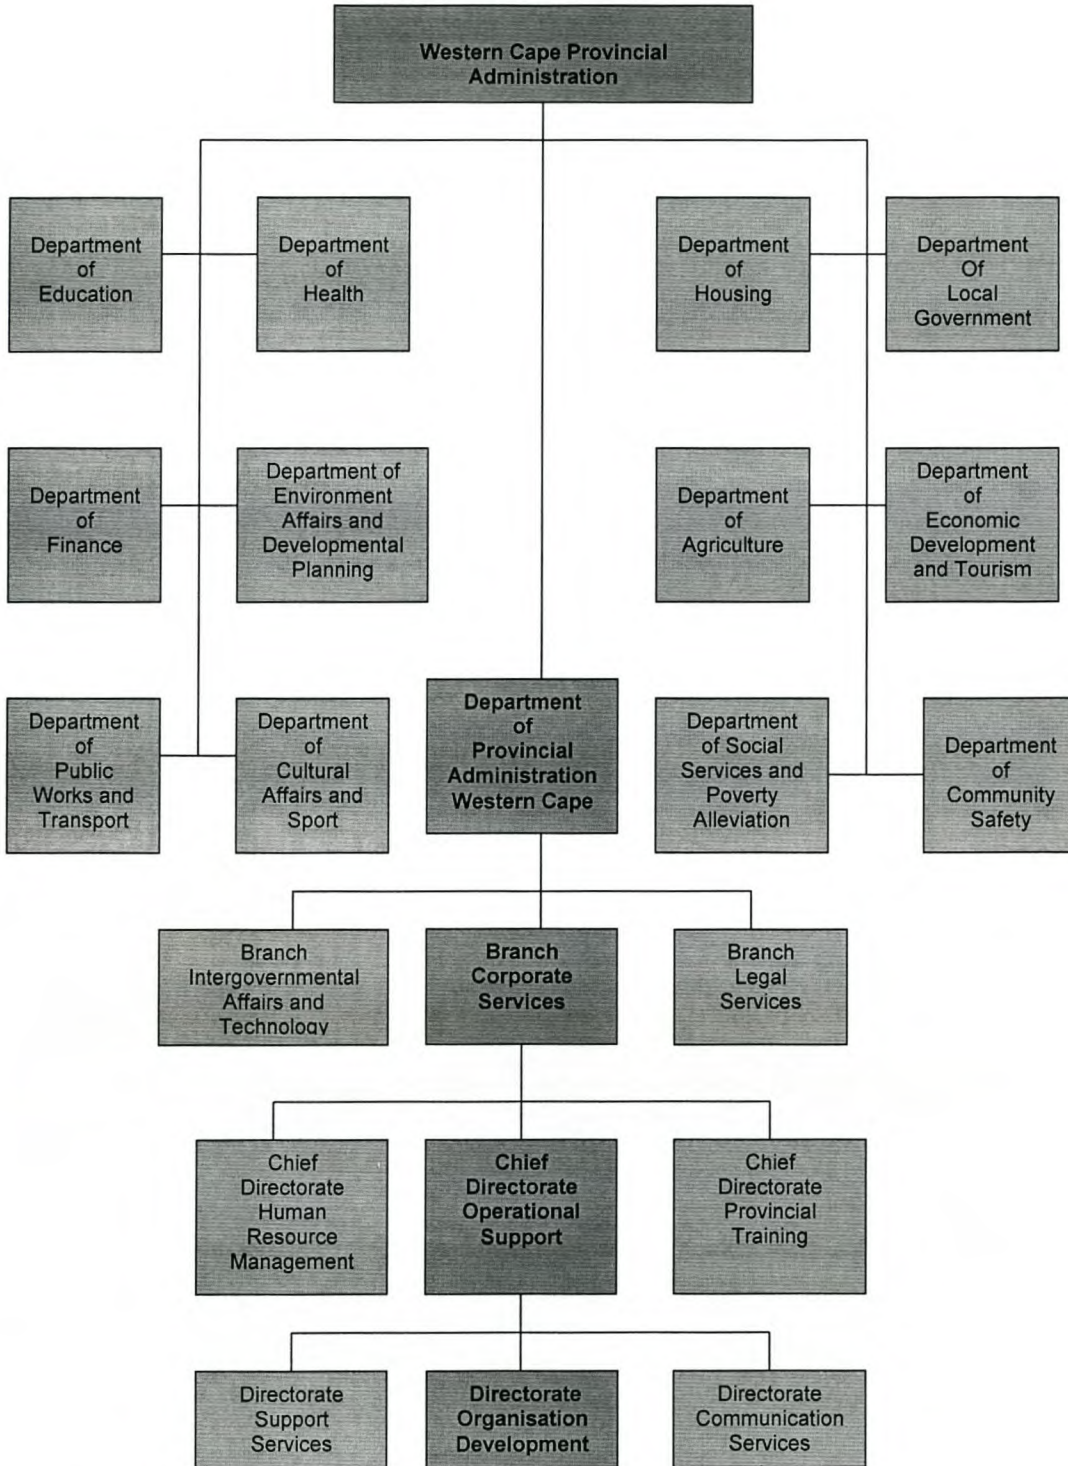 Western Cape Provincial
Administration
Department
of
Education
Department
of
Health
Department
of
Housing
Department
Of
Local
Government
Department
of
Finance
Department of
Environment
Affairs and
Developmental
Planning
Department
of
Agriculture
Department
of
Economic
Development
and Tourism
Department
of
Public
Works and
Transport
Department
of
Cultural
Affairs and
Sport
Department
of
Provincial
Administration
Western Cape
Department
of Social
Services and
Poverty
Alleviation
Department
of
Community
Safety
Branch
Intergovernmental
Affairs and
Technology
Branch
Corporate
Services
Branch
Legal
Services
Chief
Directorate
Human
Resource
Management
Chief
Directorate
Operational
Support
Chief
Directorate
Provincial
Training
Directorate
Support
Services
Directorate
Organisation
Development
Directorate
Communication
Services